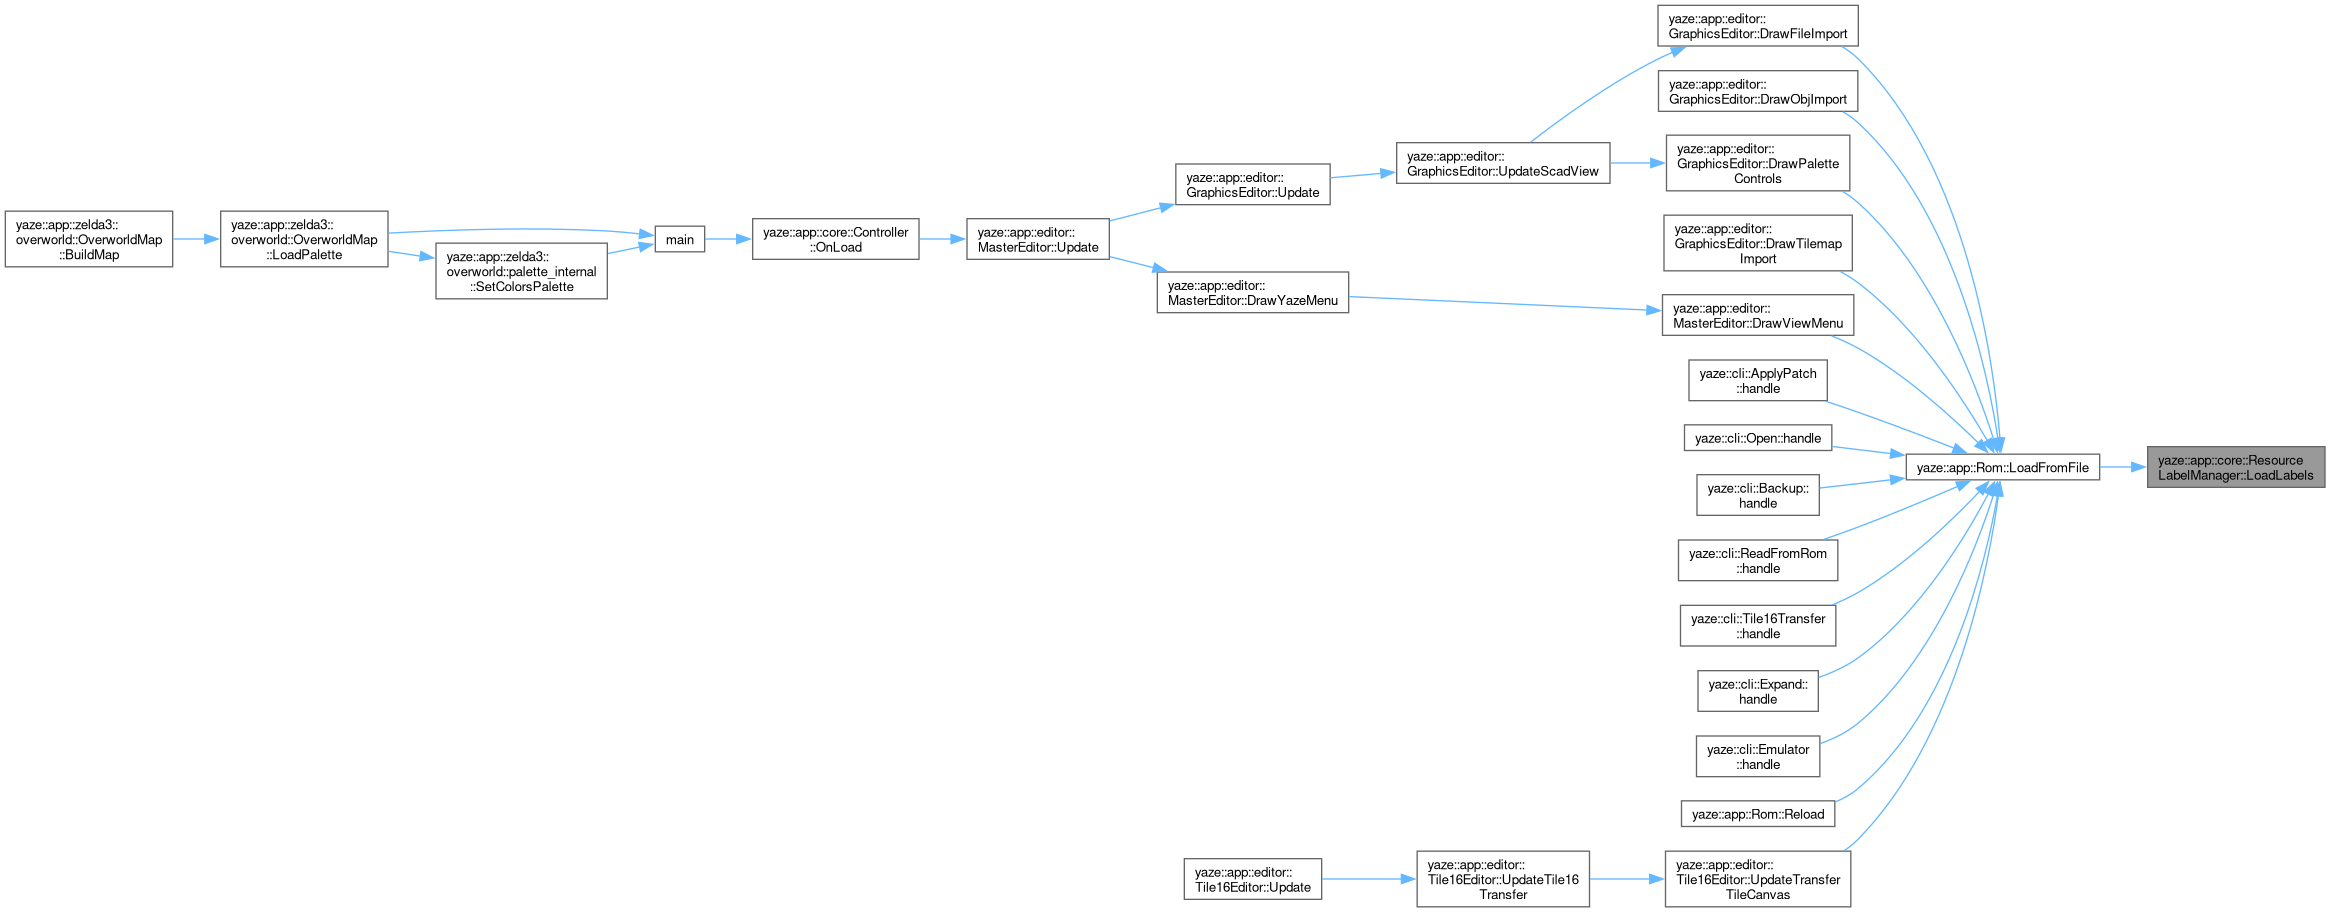 yaze::app::editor::
GraphicsEditor::DrawFileImport
yaze::app::editor::
GraphicsEditor::DrawObjImport
yaze::app::editor::
GraphicsEditor::DrawPalette
Controls
yaze::app::editor::
GraphicsEditor::UpdateScadView
yaze::app::editor::
GraphicsEditor::Update
yaze::app::zelda3::
overworld::OverworldMap
::BuildMap
yaze::app::zelda3::
overworld::OverworldMap
::LoadPalette
yaze::app::zelda3::
overworld::palette_internal
::SetColorsPalette
main
yaze::app::core::Controller
::OnLoad
yaze::app::editor::
MasterEditor::Update
yaze::app::editor::
MasterEditor::DrawYazeMenu
yaze::app::editor::
GraphicsEditor::DrawTilemap
Import
yaze::app::editor::
MasterEditor::DrawViewMenu
yaze::cli::ApplyPatch
::handle
yaze::cli::Open::handle
yaze::app::Rom::LoadFromFile
yaze::app::core::Resource
LabelManager::LoadLabels
yaze::cli::Backup::
handle
yaze::cli::ReadFromRom
::handle
yaze::cli::Tile16Transfer
::handle
yaze::cli::Expand::
handle
yaze::cli::Emulator
::handle
yaze::app::Rom::Reload
yaze::app::editor::
Tile16Editor::Update
yaze::app::editor::
Tile16Editor::UpdateTile16
Transfer
yaze::app::editor::
Tile16Editor::UpdateTransfer
TileCanvas